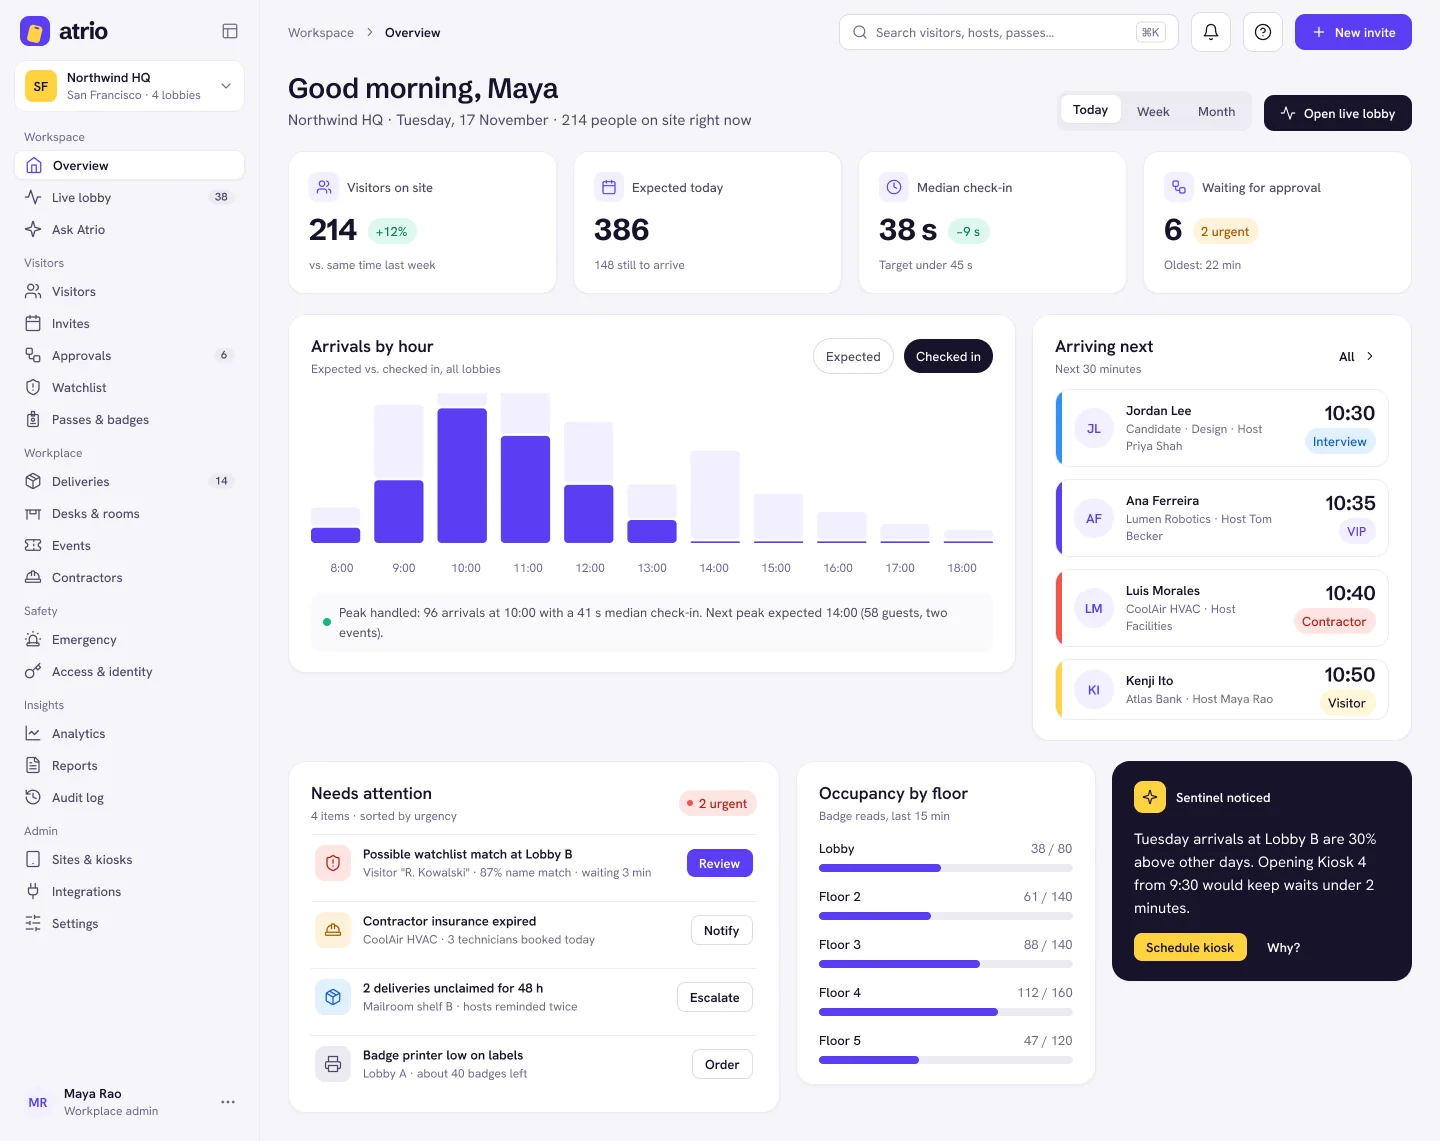 atrio
SF
Northwind HQ
San Francisco · 4 lobbies
Workspace
Overview
Live lobby 38
Ask Atrio
Visitors
Visitors
Invites
Approvals 6
Watchlist
Passes & badges
Workplace
Deliveries 14
Desks & rooms
Events
Contractors
Safety
Emergency
Access & identity
Insights
Analytics
Reports
Audit log
Admin
Sites & kiosks
Integrations
Settings
MR
Maya Rao
Workplace admin
Workspace > Overview
Search visitors, hosts, passes... ⌘K
New invite
Good morning, Maya
Northwind HQ · Tuesday, 17 November · 214 people on site right now
Today Week Month
Open live lobby
Visitors on site
214 +12%
vs. same time last week
Expected today
386
148 still to arrive
Median check-in
38 s −9 s
Target under 45 s
Waiting for approval
6 2 urgent
Oldest: 22 min
Arrivals by hour
Expected vs. checked in, all lobbies
Expected Checked in
8:00 9:00 10:00 11:00 12:00 13:00 14:00 15:00 16:00 17:00 18:00
Peak handled: 96 arrivals at 10:00 with a 41 s median check-in. Next peak expected 14:00 (58 guests, two
events).
Arriving next
Next 30 minutes
All
JL
Jordan Lee
Candidate · Design · Host
Priya Shah
10:30
Interview
AF
Ana Ferreira
Lumen Robotics · Host Tom
Becker
10:35
VIP
LM
Luis Morales
CoolAir HVAC · Host
Facilities
10:40
Contractor
KI
Kenji Ito
Atlas Bank · Host Maya Rao
10:50
Visitor
Needs attention
4 items · sorted by urgency
2 urgent
Possible watchlist match at Lobby B
Visitor "R. Kowalski" · 87% name match · waiting 3 min
Review
Contractor insurance expired
CoolAir HVAC · 3 technicians booked today
Notify
2 deliveries unclaimed for 48 h
Mailroom shelf B · hosts reminded twice
Escalate
Badge printer low on labels
Lobby A · about 40 badges left
Order
Occupancy by floor
Badge reads, last 15 min
Lobby 38 / 80
Floor 2 61 / 140
Floor 3 88 / 140
Floor 4 112 / 160
Floor 5 47 / 120
Sentinel noticed
Tuesday arrivals at Lobby B are 30%
above other days. Opening Kiosk 4
from 9:30 would keep waits under 2
minutes.
Schedule kiosk Why?